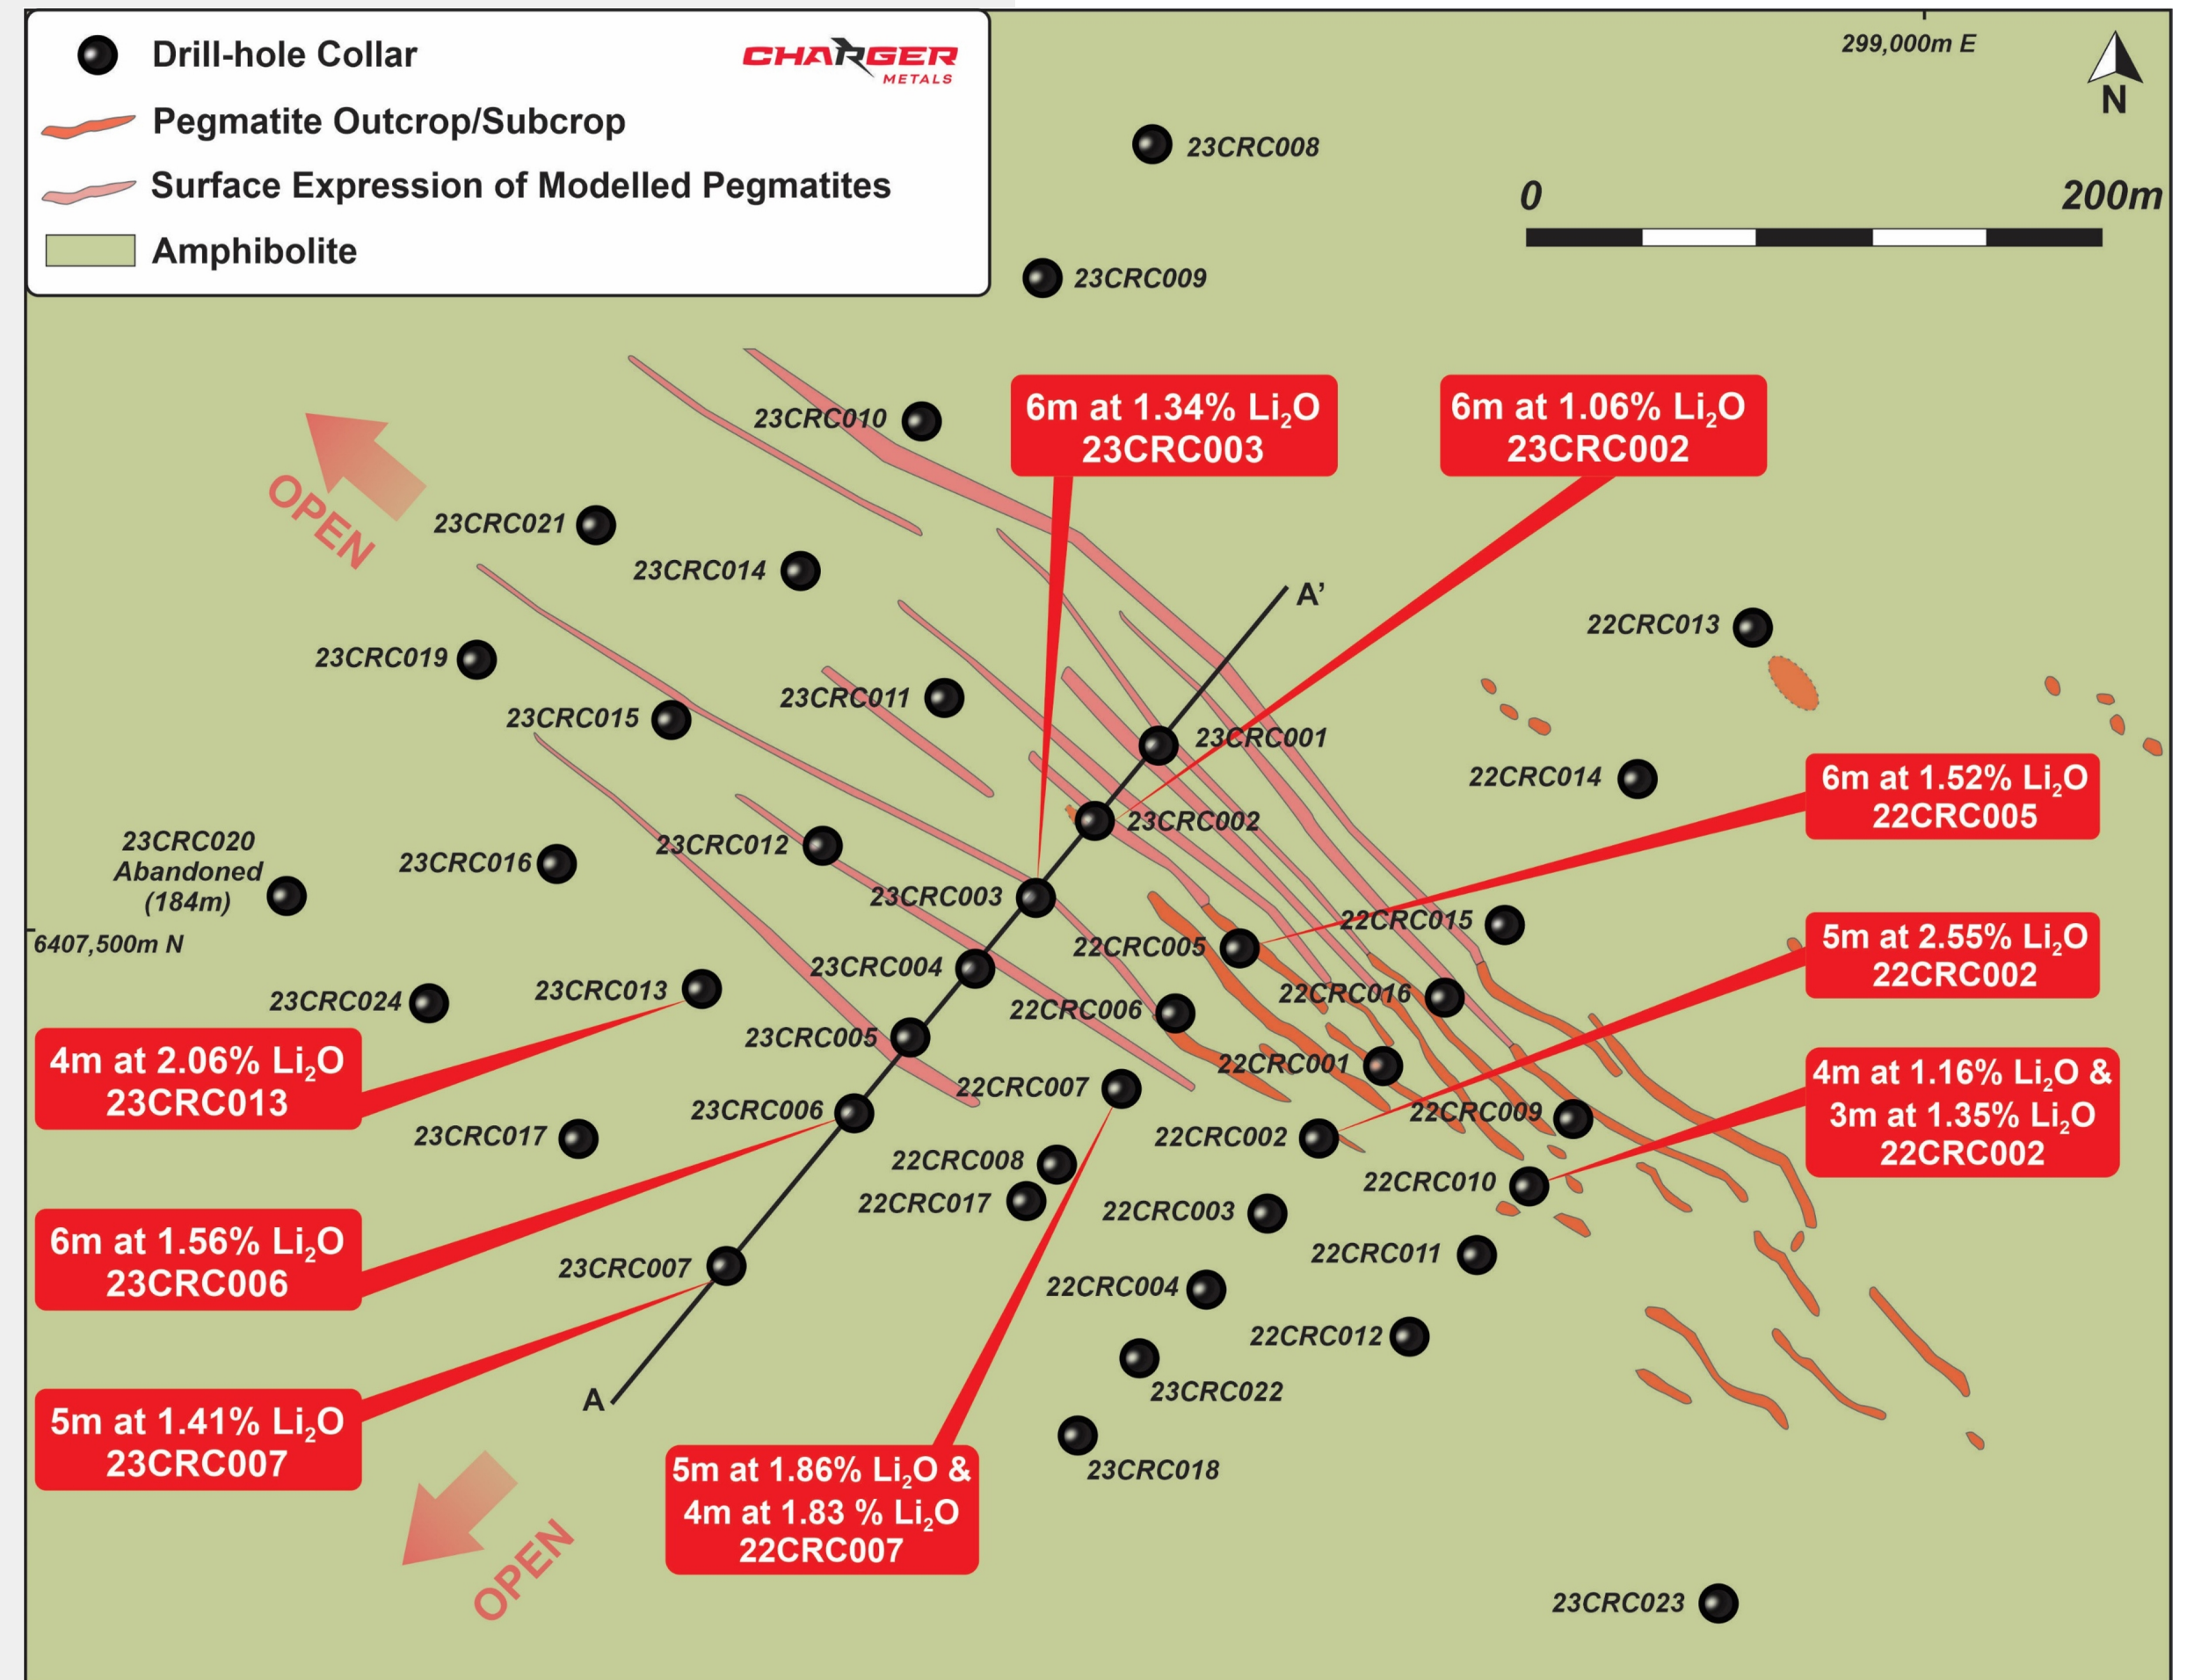 Drill-hole Collar
CHARGER
METALS
Pegmatite Outcrop/Subcrop
Surface Expression of Modelled Pegmatites
Amphibolite
299,000m E
N
0
200m
23CRC008
23CRC009
6m at 1.34% Li₂O
23CRC003
6m at 1.06% Li₂O
23CRC002
23CRC010
OPEN
23CRC021
23CRC014
A’
22CRC013
23CRC019
23CRC011
23CRC015
23CRC001
22CRC014
6m at 1.52% Li₂O
22CRC005
23CRC002
23CRC012
23CRC020
Abandoned
(184m)
23CRC016
23CRC003
22CRC015
6407,500m N
22CRC005
5m at 2.55% Li₂O
22CRC002
23CRC004
23CRC013
23CRC024
22CRC016
22CRC006
23CRC005
22CRC001
4m at 2.06% Li₂O
23CRC013
4m at 1.16% Li₂O &
3m at 1.35% Li₂O
22CRC002
22CRC007
23CRC006
22CRC009
23CRC017
22CRC002
22CRC008
22CRC010
22CRC017
22CRC003
6m at 1.56% Li₂O
23CRC006
23CRC007
22CRC011
22CRC004
22CRC012
23CRC022
A
5m at 1.41% Li₂O
23CRC007
23CRC018
5m at 1.86% Li₂O &
4m at 1.83 % Li₂O
22CRC007
OPEN
23CRC023